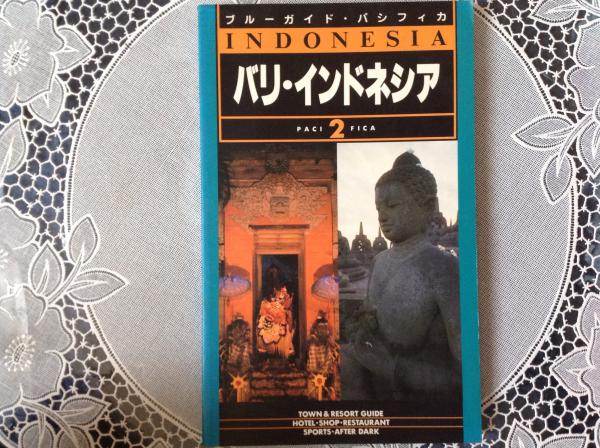 ブルーガイド・パシフィカ
INDONESIA
バリ・インドネシア
PACI 2 FICA
TOWN & RESORT GUIDE
HOTEL・SHOP・RESTAURANT
SPORTS・AFTER DARK